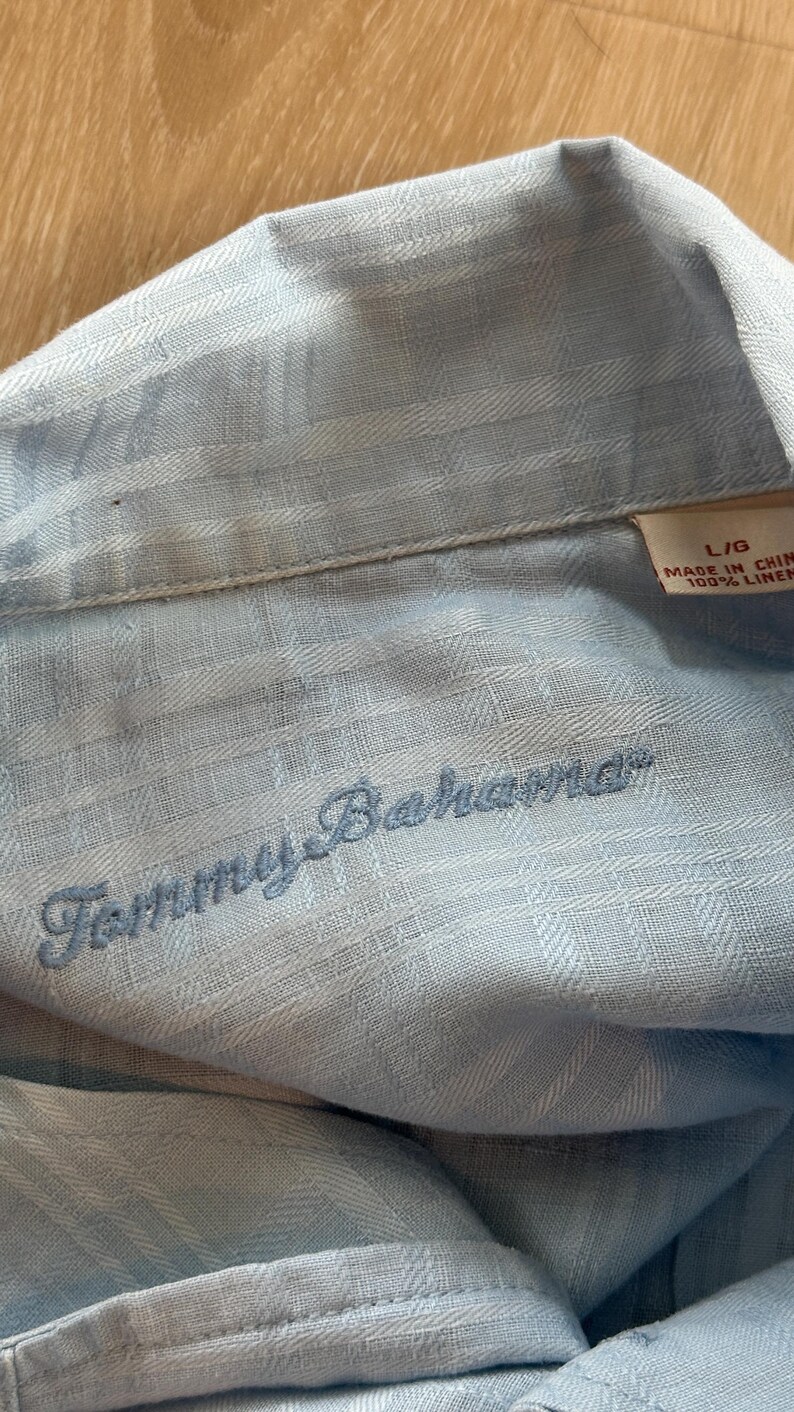 L/G
MADE IN CHIN
100% LINEN
Tommy Bahama®